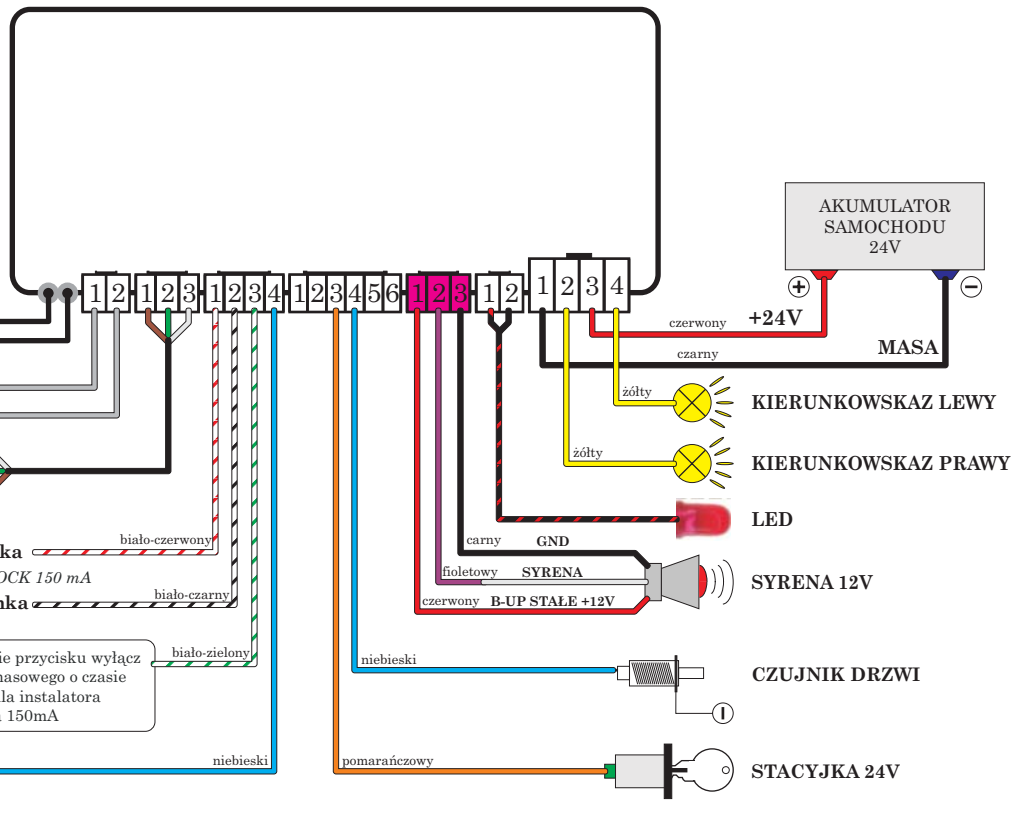 AKUMULATOR
SAMOCHODU
24V
1 2
1 2 3
1 2 3 4
1 2 3 4 5 6
1 2 3
1 2
1 2 3 4
+
−
czerwony
+24V
czarny
MASA
żółty
KIERUNKOWSKAZ LEWY
żółty
KIERUNKOWSKAZ PRAWY
LED
biało-czerwony
ka
OCK 150 mA
biało-czarny
nka
carny
GND
fioletowy
SYRENA
czerwony
B-UP STAŁE +12V
SYRENA 12V
biało-zielony
ie przycisku wyłącz
nasowego o czasie
la instalatora
150mA
niebieski
CZUJNIK DRZWI
niebieski
pomarańczowy
STACYJKA 24V